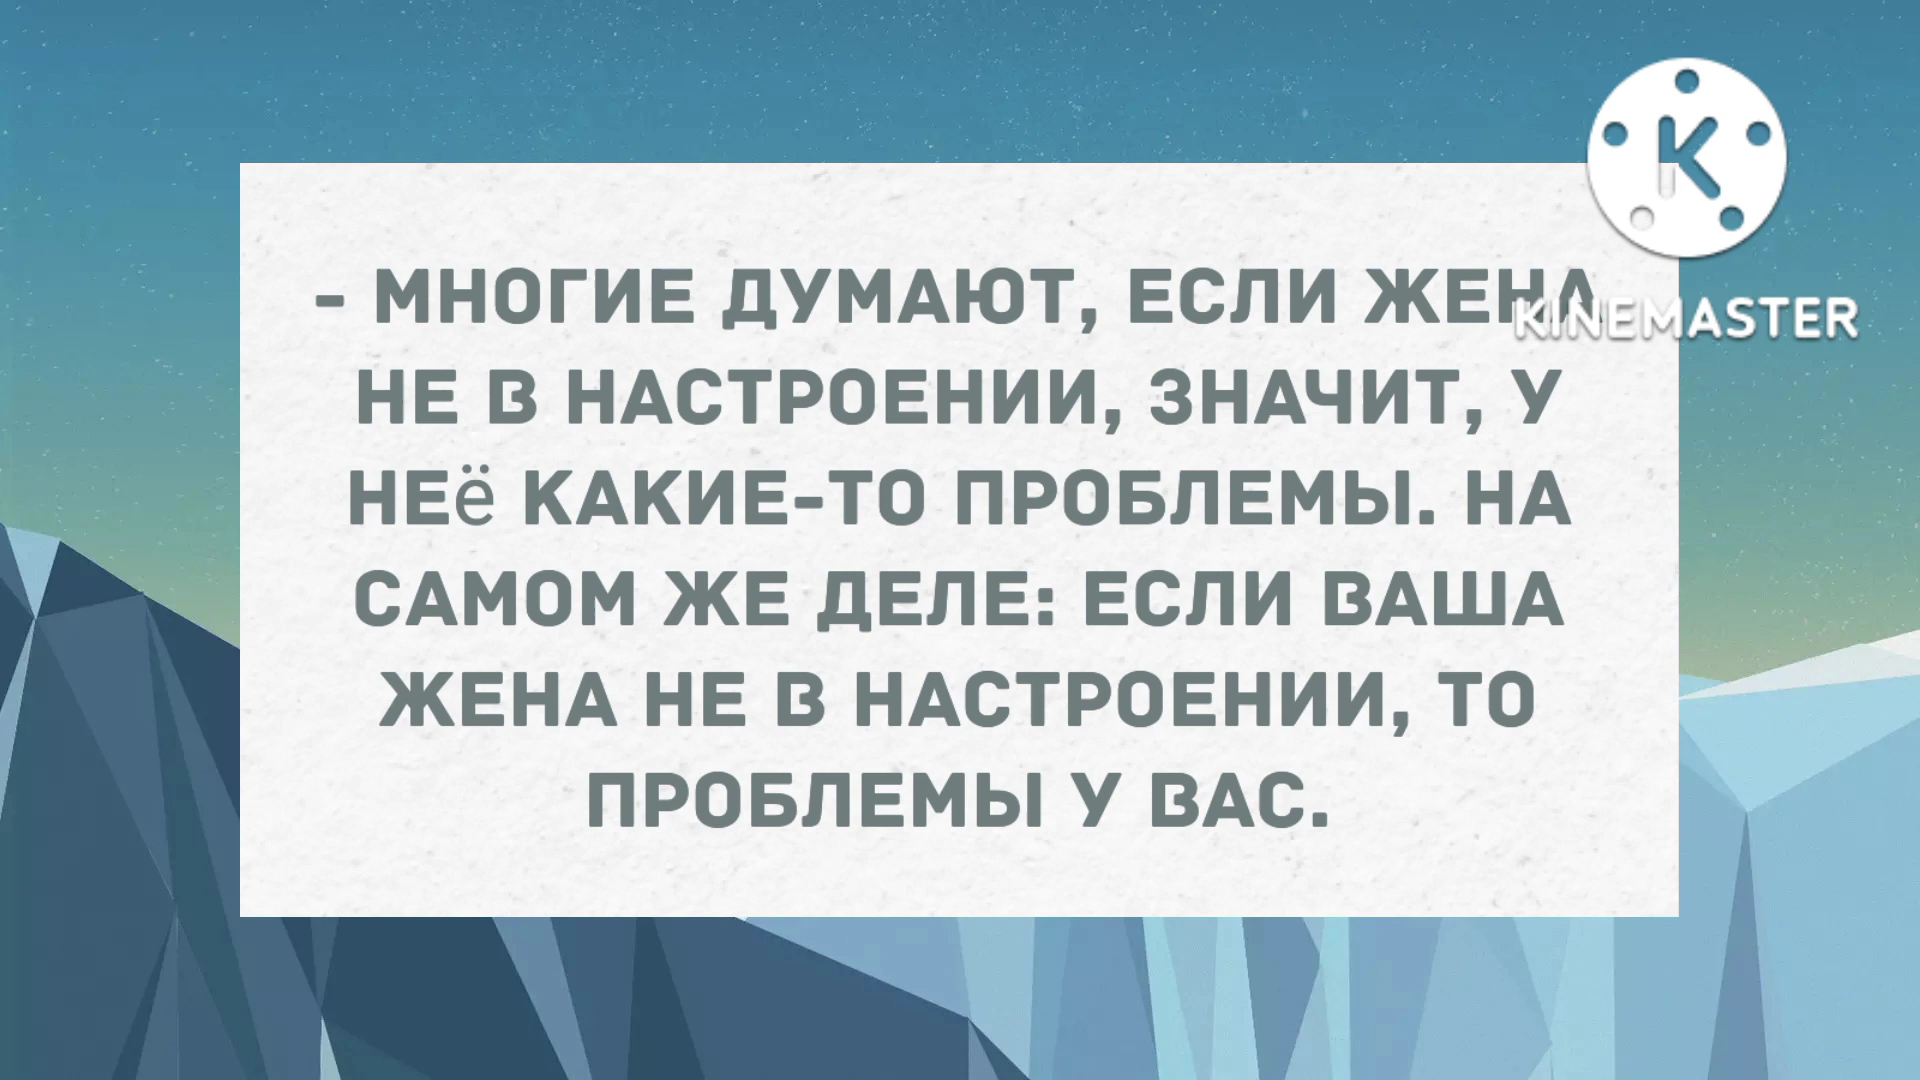 - МНОГИЕ ДУМАЮТ, ЕСЛИ ЖЕНА
НЕ В НАСТРОЕНИИ, ЗНАЧИТ, У
НЕё КАКИЕ-ТО ПРОБЛЕМЫ. НА
САМОМ ЖЕ ДЕЛЕ: ЕСЛИ ВАША
ЖЕНА НЕ В НАСТРОЕНИИ, ТО
ПРОБЛЕМЫ У ВАС.
K
KINEMASTER